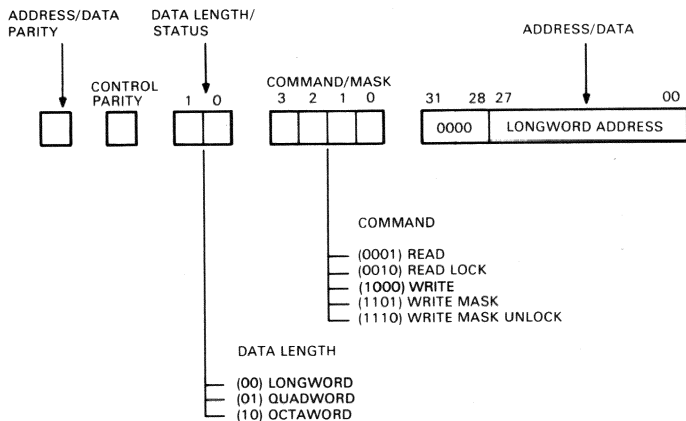 ADDRESS/DATA
PARITY
DATA LENGTH/
STATUS
ADDRESS/DATA
CONTROL
PARITY
COMMAND/MASK
1 0
3 2 1 0
31 28 27 00
0000 LONGWORD ADDRESS
COMMAND
(0001) READ
(0010) READ LOCK
(1000) WRITE
(1101) WRITE MASK
(1110) WRITE MASK UNLOCK
DATA LENGTH
(00) LONGWORD
(01) QUADWORD
(10) OCTAWORD